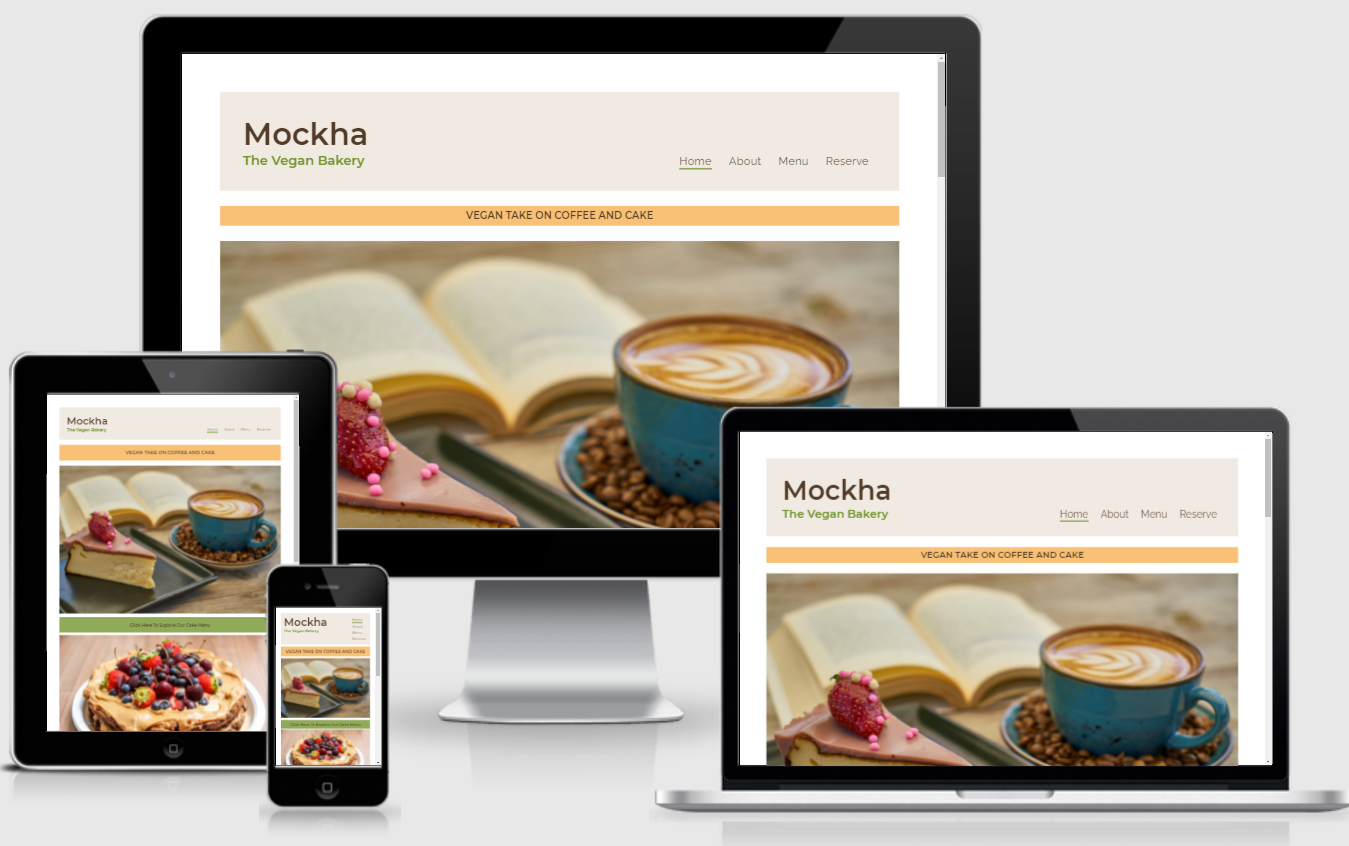 Mockha
The Vegan Bakery
Home About Menu Reserve
VEGAN TAKE ON COFFEE AND CAKE
Mockha
The Vegan Bakery
Home About Menu Reserve
VEGAN TAKE ON COFFEE AND CAKE
Click Here To Explore Our Cake Menu
Mockha
The Vegan Bakery
Home
About
Menu
Reserve
VEGAN TAKE ON COFFEE AND CAKE
Click Here To Explore Our Cake Menu
Mockha
The Vegan Bakery
Home About Menu Reserve
VEGAN TAKE ON COFFEE AND CAKE